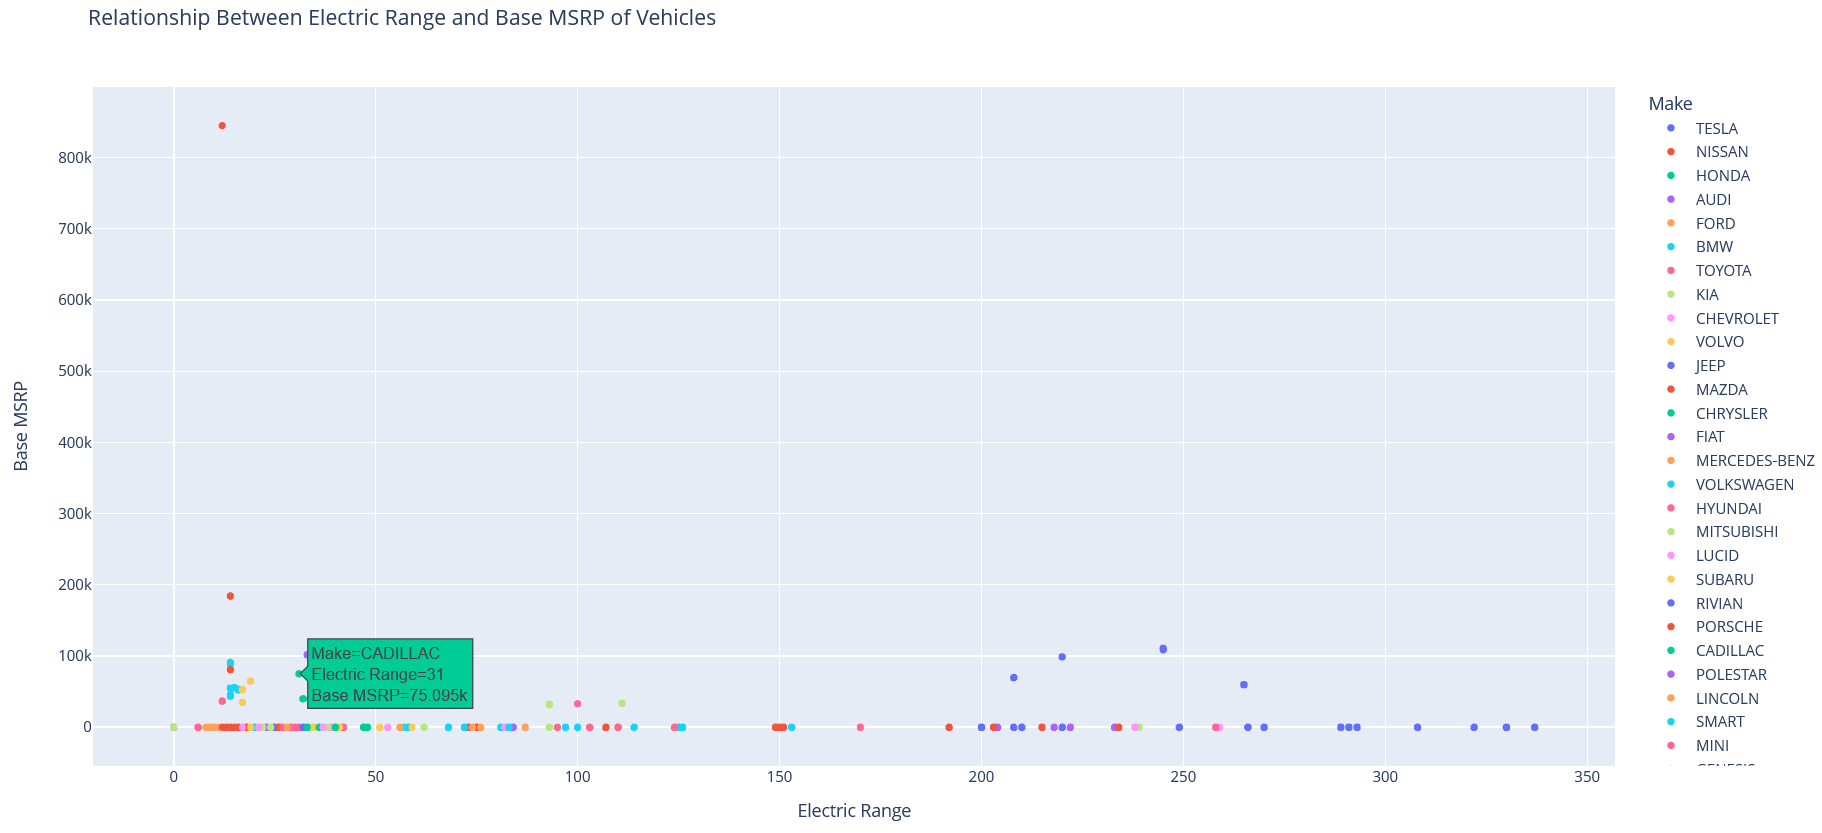 Relationship Between Electric Range and Base MSRP of Vehicles
Base MSRP
800k
700k
600k
500k
400k
300k
200k
100k
0
Make=CADILLAC
Electric Range=31
Base MSRP=75.095k
0 50 100 150 200 250 300 350
Electric Range
Make
TESLA
NISSAN
HONDA
AUDI
FORD
BMW
TOYOTA
KIA
CHEVROLET
VOLVO
JEEP
MAZDA
CHRYSLER
FIAT
MERCEDES-BENZ
VOLKSWAGEN
HYUNDAI
MITSUBISHI
LUCID
SUBARU
RIVIAN
PORSCHE
CADILLAC
POLESTAR
LINCOLN
SMART
MINI